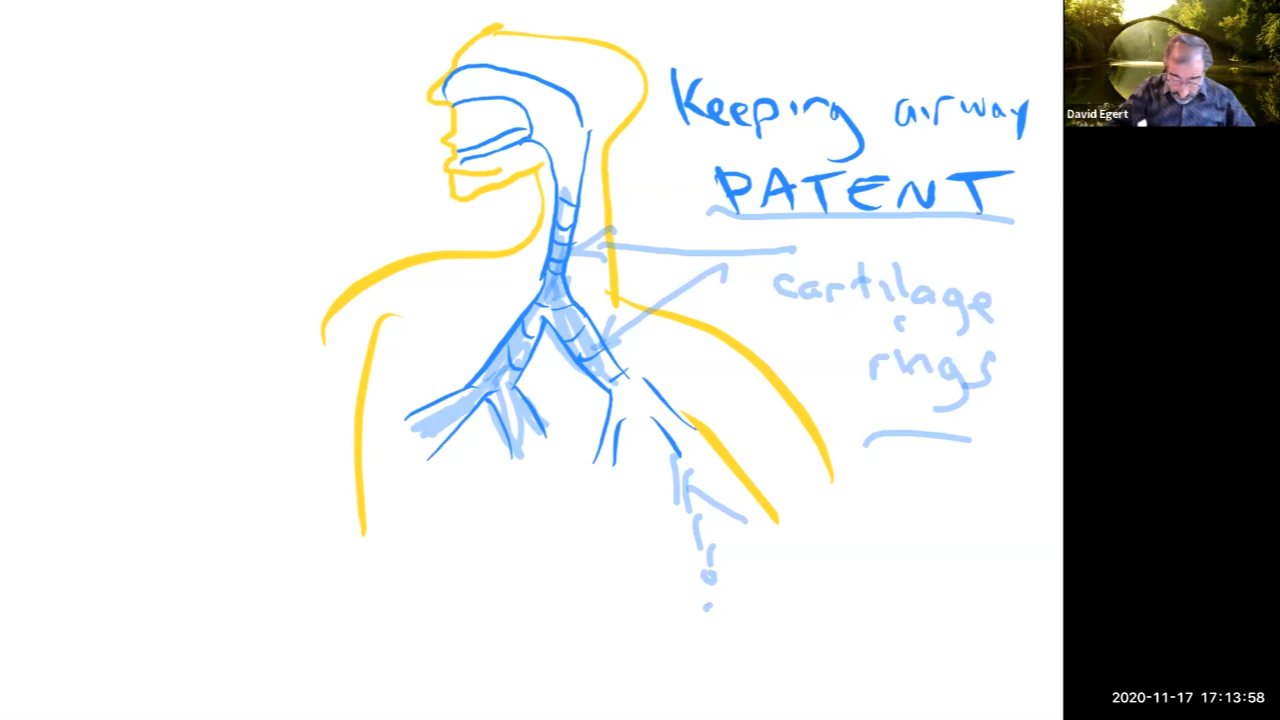 Keeping airway
PATENT
cartilage
rings
David Egert
2020-11-17 17:13:58